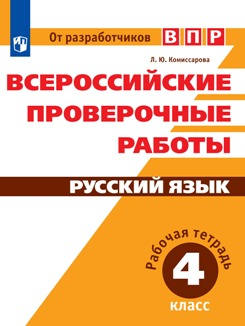 От разработчиков ВПР
Л. Ю. Комиссарова
ВСЕРОССИЙСКИЕ
ПРОВЕРОЧНЫЕ
РАБОТЫ
РУССКИЙ ЯЗЫК
Рабочая тетрадь
4
класс